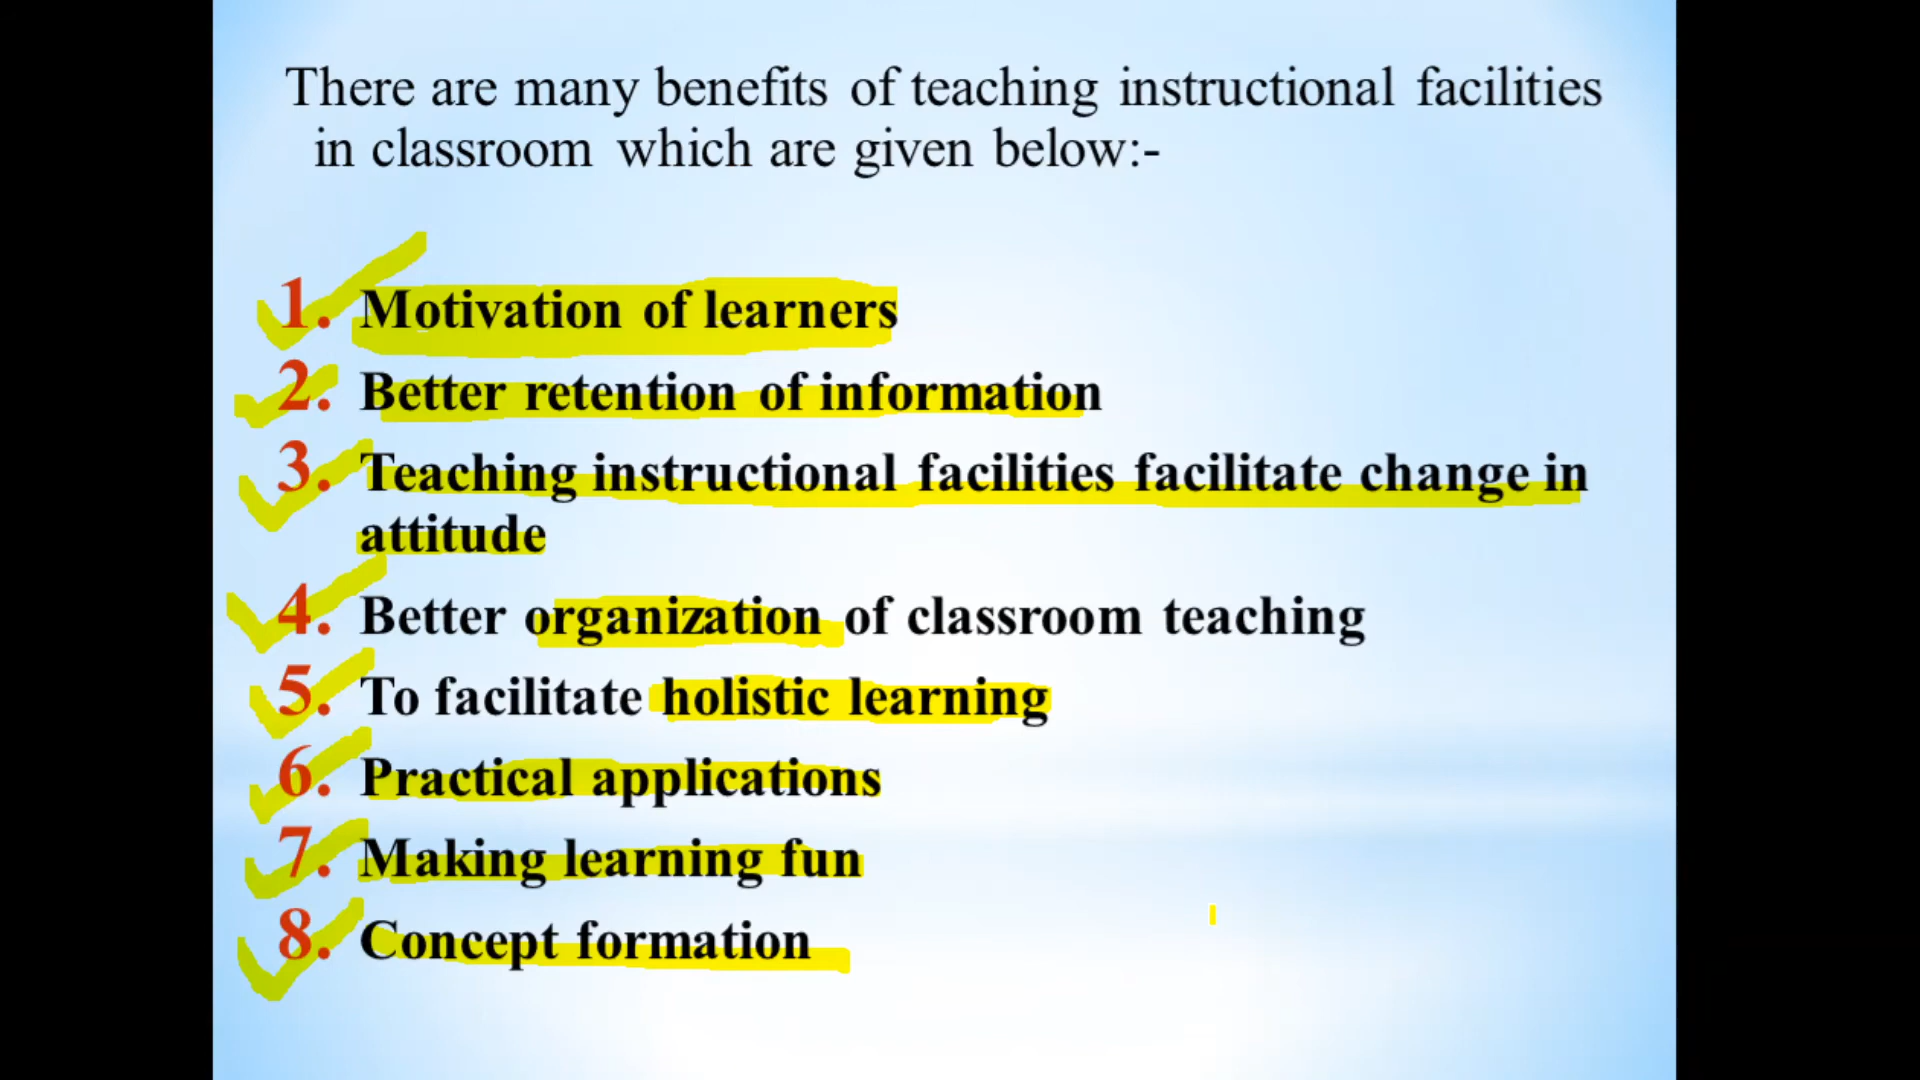 There are many benefits of teaching instructional facilities
in classroom which are given below:-
1. Motivation of learners
2. Better retention of information
3. Teaching instructional facilities facilitate change in
attitude
4. Better organization of classroom teaching
5. To facilitate holistic learning
6. Practical applications
7. Making learning fun
8. Concept formation